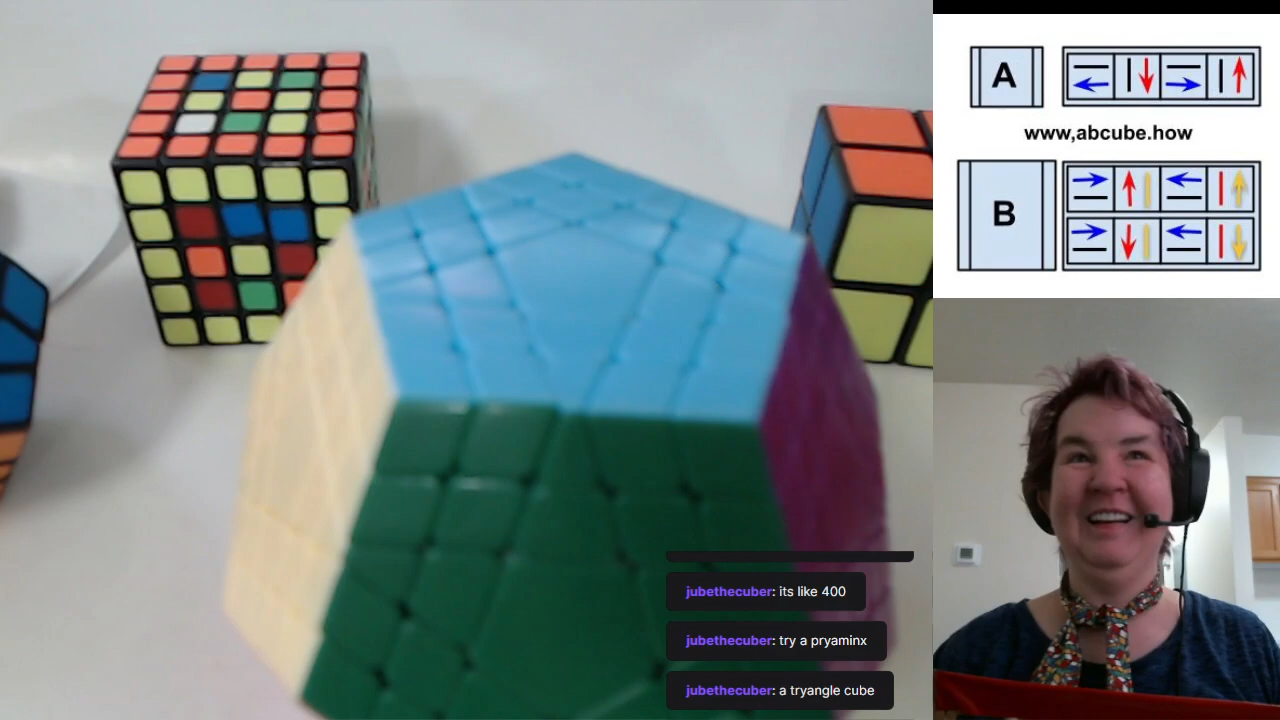 A
www,abcube.how
B
jubethecuber: its like 400
jubethecuber: try a pryaminx
jubethecuber: a tryangle cube